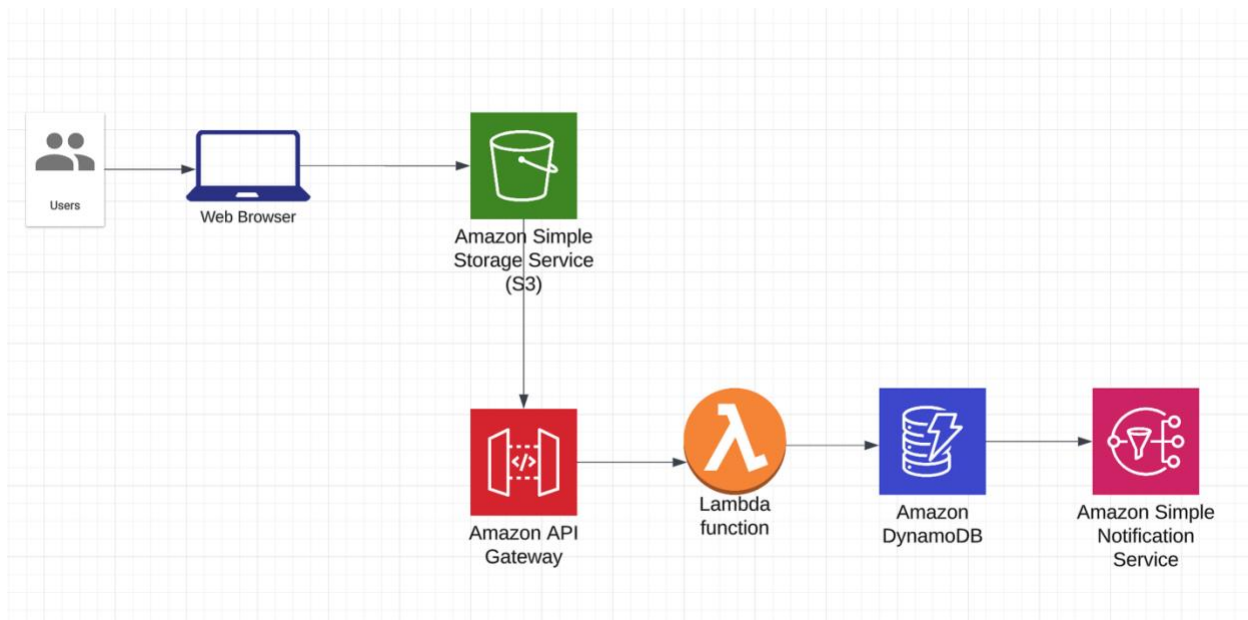 Users
Web Browser
Amazon Simple
Storage Service
(S3)
</>
Amazon API
Gateway
λ
Lambda
function
Amazon
DynamoDB
Amazon Simple
Notification
Service